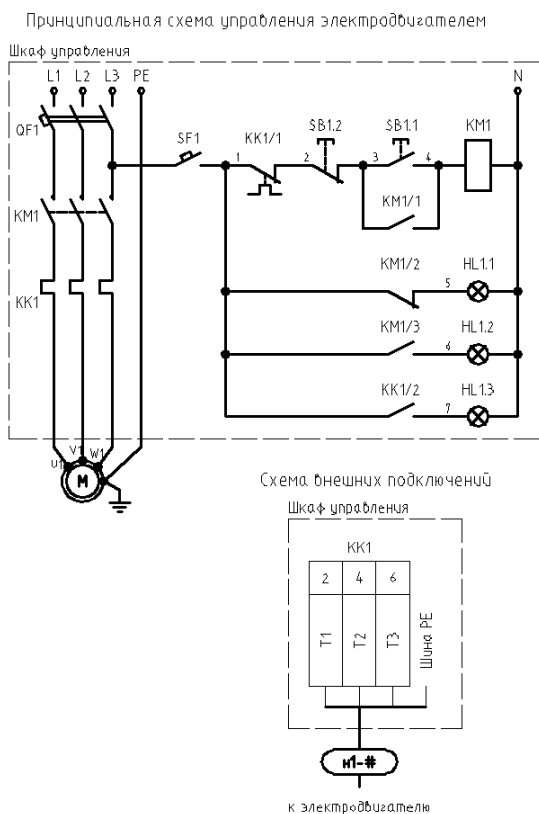 Принципиальная схема управления электродвигателем
Шкаф управления
L1 L2 L3 PE N
QF1
SF1 KK1/1 SB1.2 SB1.1 KM1
1 2 3 4
KM1/1
KM1
KM1/2 5 HL1.1
KK1
KM1/3 6 HL1.2
KK1/2 7 HL1.3
U1 V1 W1
M
Схема внешних подключений
Шкаф управления
KK1
2 4 6
T1 T2 T3 Шина PE
н1-#
к электродвигателю